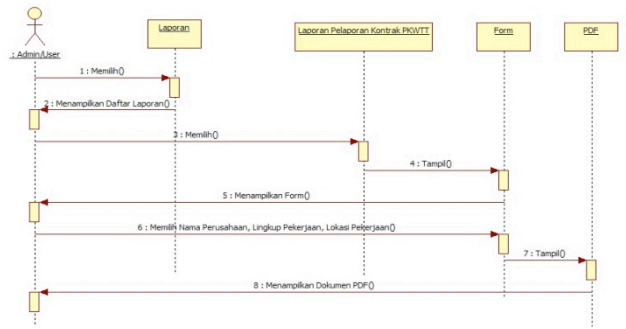 Laporan
Laporan Pelaporan Kontrak PKWTT
Form
PDF
: Admin/User
1 : Memilih()
2 : Menampilkan Daftar Laporan()
3 : Memilih()
4 : Tampil()
5 : Menampilkan Form()
6 : Memilih Nama Perusahaan, Lingkup Pekerjaan, Lokasi Pekerjaan()
7 : Tampil()
8 : Menampilkan Dokumen PDF()